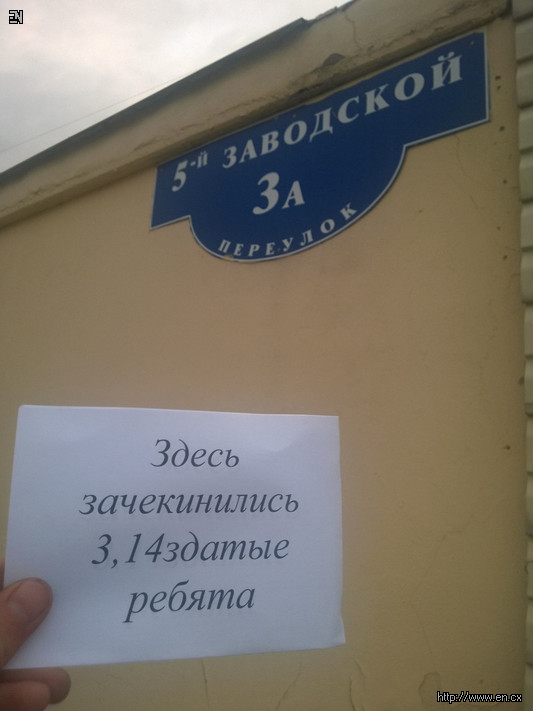 EN
5-й ЗАВОДСКОЙ
3А
ПЕРЕУЛОК
Здесь
зачекинились
3,14здатые
ребята
http://www.en.cx